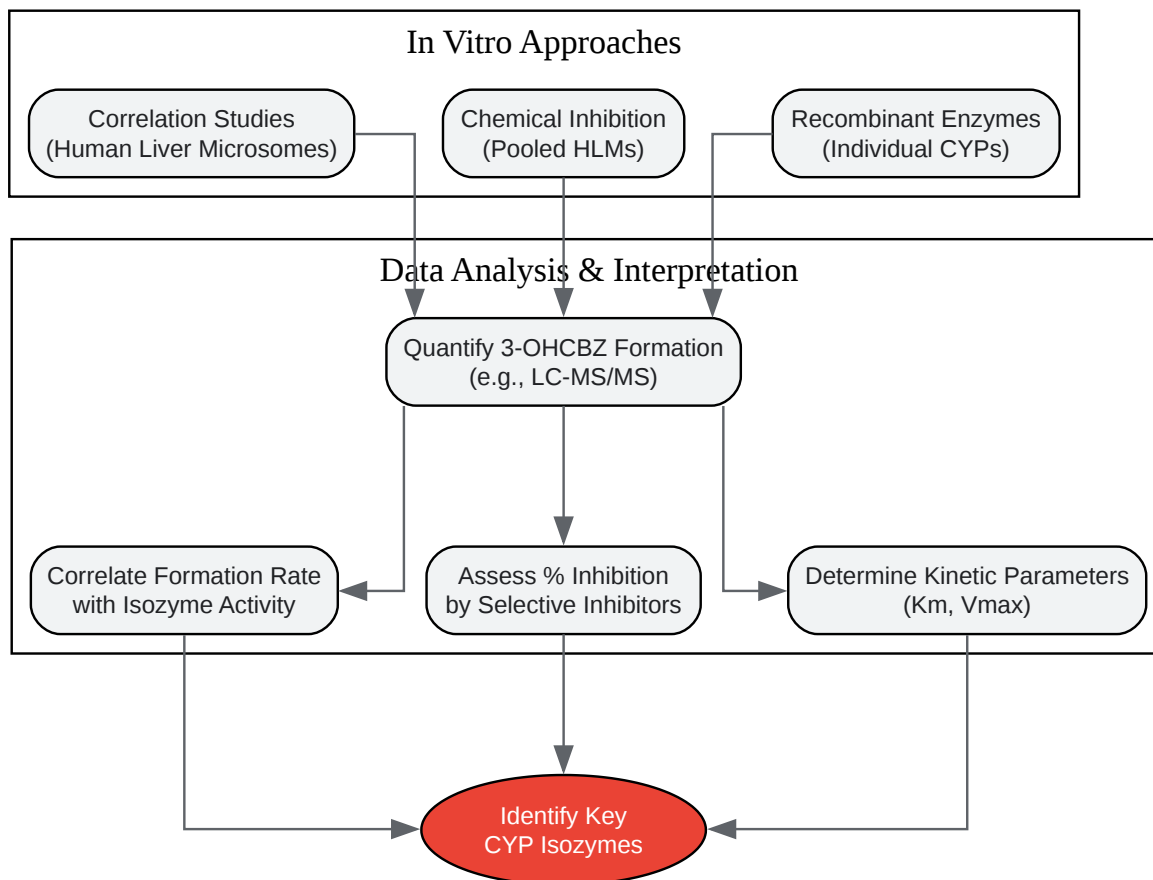 In Vitro Approaches
Correlation Studies
(Human Liver Microsomes)
Chemical Inhibition
(Pooled HLMs)
Recombinant Enzymes
(Individual CYPs)
Data Analysis & Interpretation
Quantify 3-OHCBZ Formation
(e.g., LC-MS/MS)
Correlate Formation Rate
with Isozyme Activity
Assess % Inhibition
by Selective Inhibitors
Determine Kinetic Parameters
(Km, Vmax)
Identify Key
CYP Isozymes